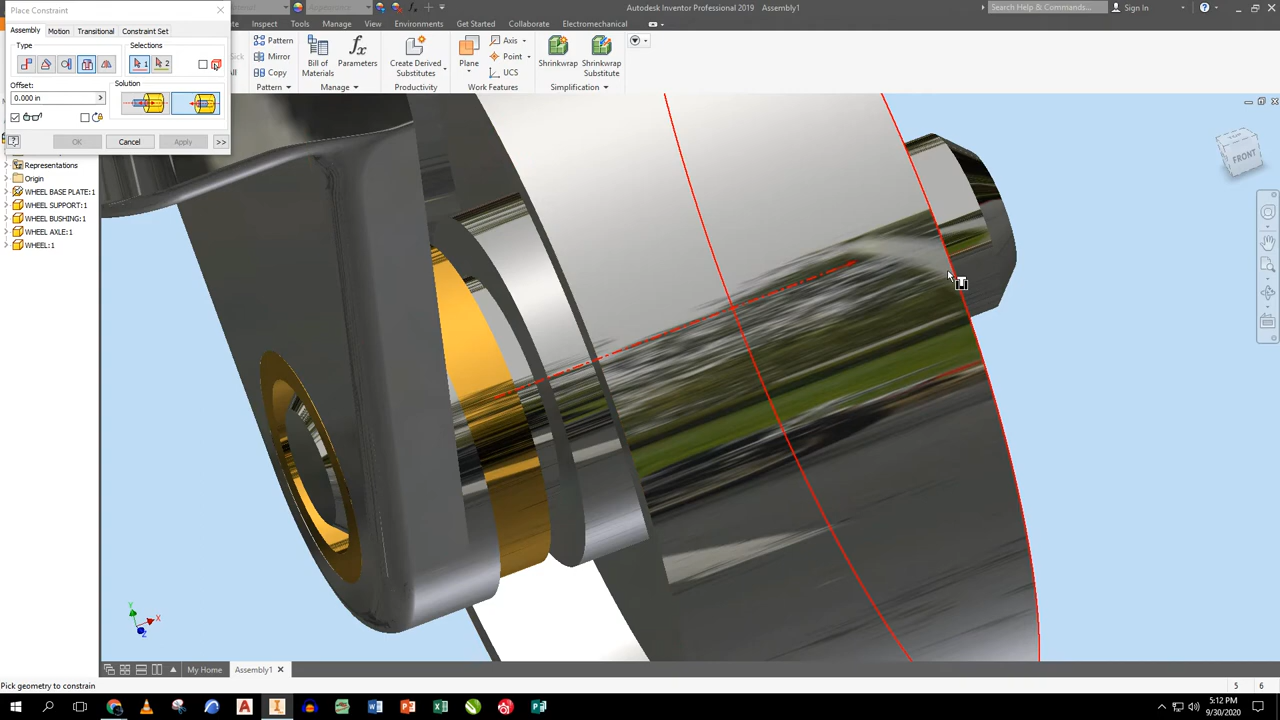 Place Constraint
Autodesk Inventor Professional 2019 Assembly1
Search Help & Commands...
Sign In
Appearance
Inspect Tools Manage View Environments Get Started Collaborate Electromechanical
Assembly Motion Transitional Constraint Set
Type
Selections
1
2
Offset:
Solution
0.000 in
OK
Cancel
Apply
>>
Pattern
Mirror
Copy
Bill of Materials
Parameters
Manage
Create Derived Substitutes
Productivity
Plane
Axis
Point
UCS
Work Features
Shrinkwrap
Shrinkwrap Substitute
Simplification
Representations
Origin
WHEEL BASE PLATE:1
WHEEL SUPPORT:1
WHEEL BUSHING:1
WHEEL AXLE:1
WHEEL:1
FRONT
Y
X
Z
My Home
Assembly1
Pick geometry to constrain
5
6
5:12 PM
9/30/2020